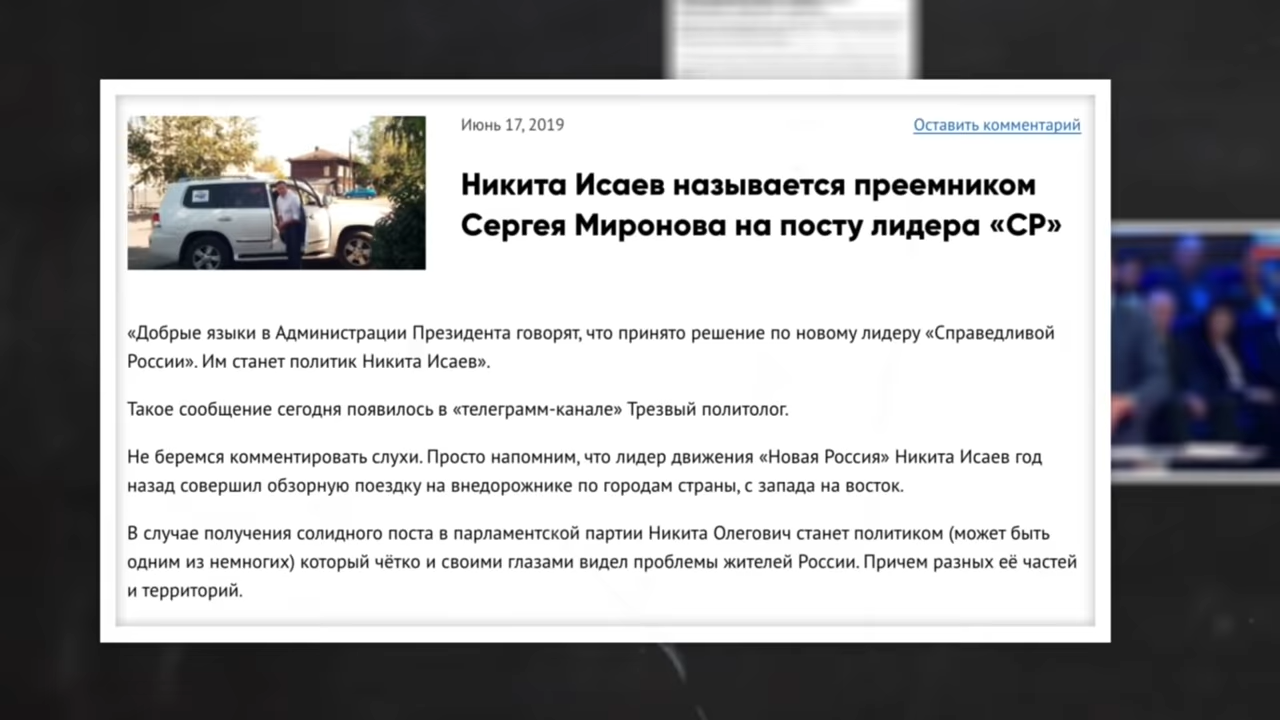 Июнь 17, 2019
Оставить комментарий
Никита Исаев называется преемником
Сергея Миронова на посту лидера «СР»
«Добрые языки в Администрации Президента говорят, что принято решение по новому лидеру «Справедливой
России». Им станет политик Никита Исаев».
Такое сообщение сегодня появилось в «телеграмм-канале» Трезвый политолог.
Не беремся комментировать слухи. Просто напомним, что лидер движения «Новая Россия» Никита Исаев год
назад совершил обзорную поездку на внедорожнике по городам страны, с запада на восток.
В случае получения солидного поста в парламентской партии Никита Олегович станет политиком (может быть
одним из немногих) который чётко и своими глазами видел проблемы жителей России. Причем разных её частей
и территорий.